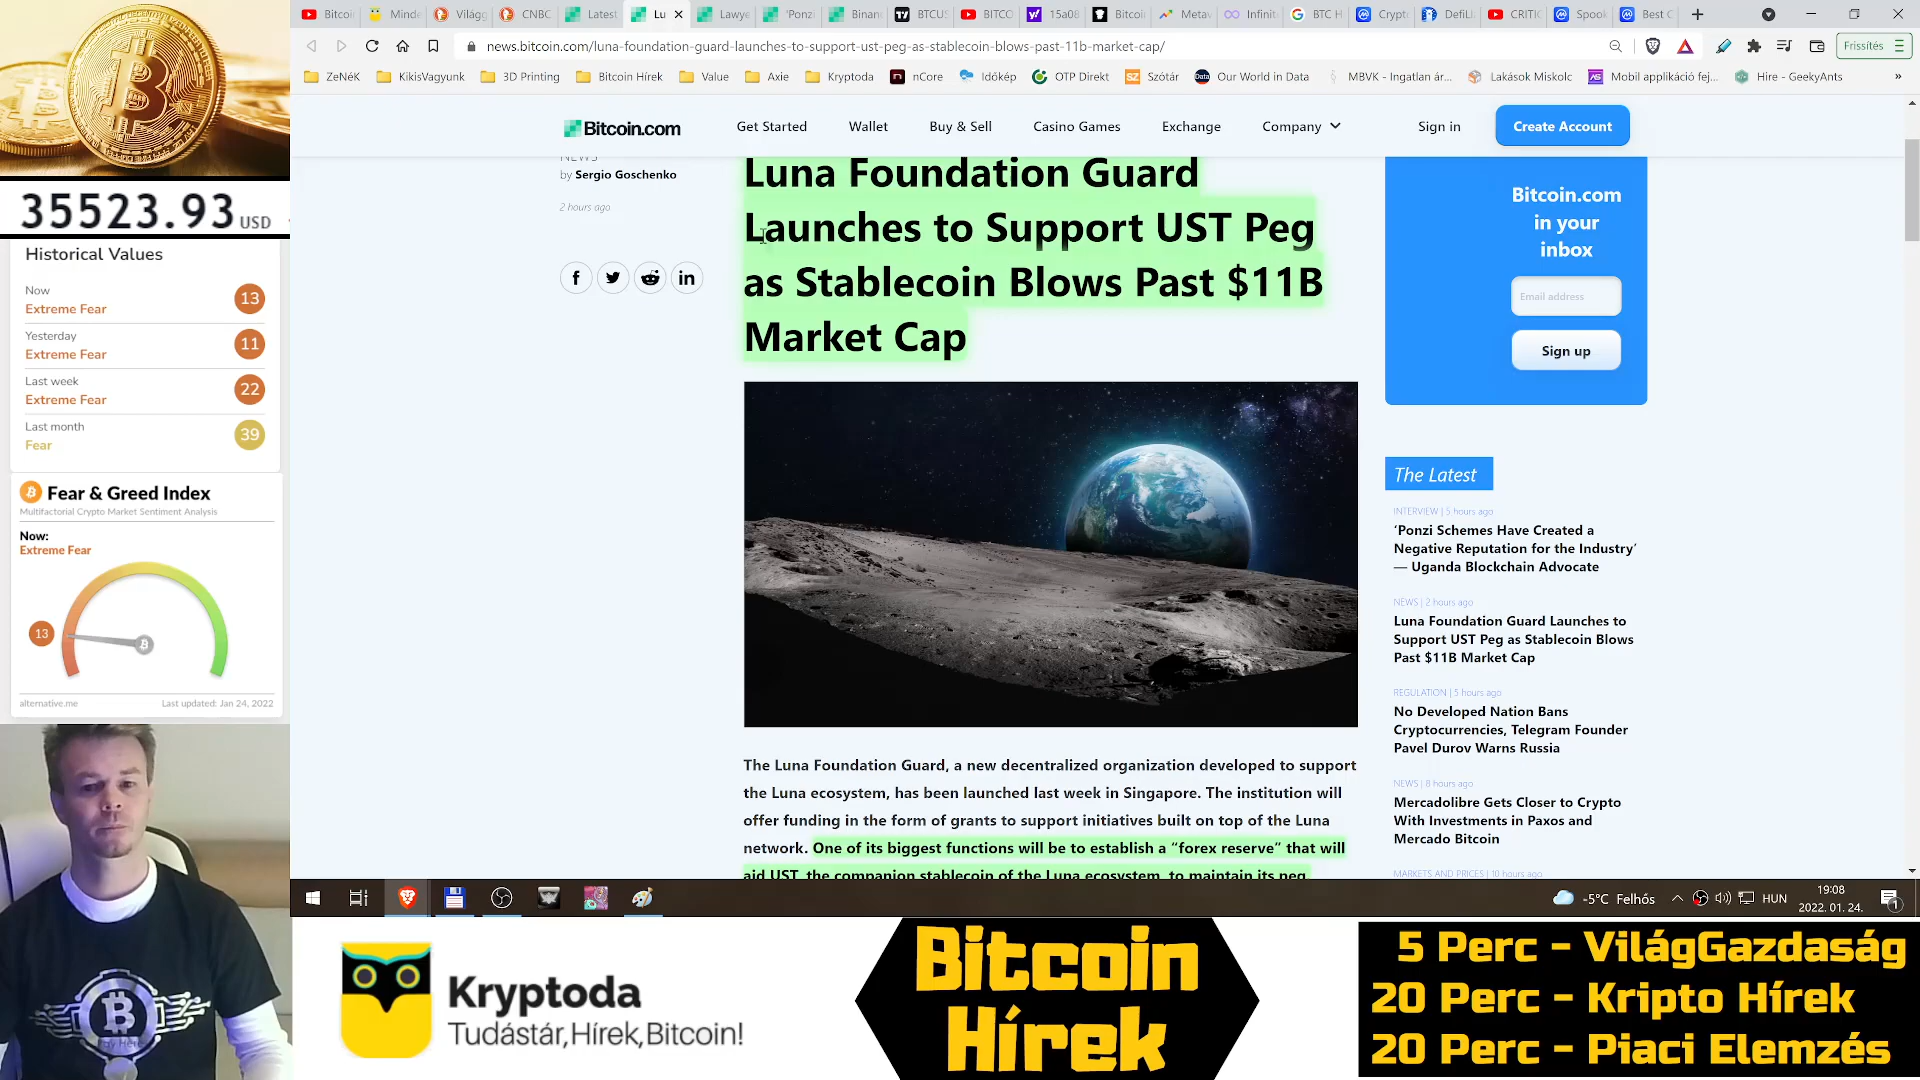 Bitcoi
Minde
Világg
CNBC
Latest
Lu
Lawye
'Ponzi
Binan
BTCUS
BITCO
15a08
Bitcoi
Metav
Infinit
BTC H
Crypto
DefiLl
CRITIC
Spook
Best C
news.bitcoin.com/luna-foundation-guard-launches-to-support-ust-peg-as-stablecoin-blows-past-11b-market-cap/
Frissítés
ZeNéK
KikisVagyunk
3D Printing
Bitcoin Hírek
Value
Axie
Kryptoda
nCore
Időkép
OTP Direkt
Szótár
Our World in Data
MBVK - Ingatlan ár...
Lakások Miskolc
Mobil applikáció fej...
Hire - GeekyAnts
Bitcoin.com
Get Started
Wallet
Buy & Sell
Casino Games
Exchange
Company
Sign in
Create Account
NEWS
by Sergio Goschenko
2 hours ago
Luna Foundation Guard
Launches to Support UST Peg
as Stablecoin Blows Past $11B
Market Cap
The Luna Foundation Guard, a new decentralized organization developed to support
the Luna ecosystem, has been launched last week in Singapore. The institution will
offer funding in the form of grants to support initiatives built on top of the Luna
network. One of its biggest functions will be to establish a “forex reserve” that will
aid UST, the companion stablecoin of the Luna ecosystem, to maintain its peg
Bitcoin.com
in your
inbox
Email address
Sign up
The Latest
INTERVIEW | 5 hours ago
‘Ponzi Schemes Have Created a
Negative Reputation for the Industry’
— Uganda Blockchain Advocate
NEWS | 2 hours ago
Luna Foundation Guard Launches to
Support UST Peg as Stablecoin Blows
Past $11B Market Cap
REGULATION | 5 hours ago
No Developed Nation Bans
Cryptocurrencies, Telegram Founder
Pavel Durov Warns Russia
NEWS | 8 hours ago
Mercadolibre Gets Closer to Crypto
With Investments in Paxos and
Mercado Bitcoin
MARKETS AND PRICES | 10 hours ago
35523.93 USD
Historical Values
Now
Extreme Fear
13
Yesterday
Extreme Fear
11
Last week
Extreme Fear
22
Last month
Fear
39
Fear & Greed Index
Multifactorial Crypto Market Sentiment Analysis
Now:
Extreme Fear
13
alternative.me
Last updated: Jan 24, 2022
-5°C Felhős
HUN
19:08
2022. 01. 24.
1
Kryptoda
Tudástár, Hírek, Bitcoin!
Bitcoin
Hírek
5 Perc - VilágGazdaság
20 Perc - Kripto Hírek
20 Perc - Piaci Elemzés